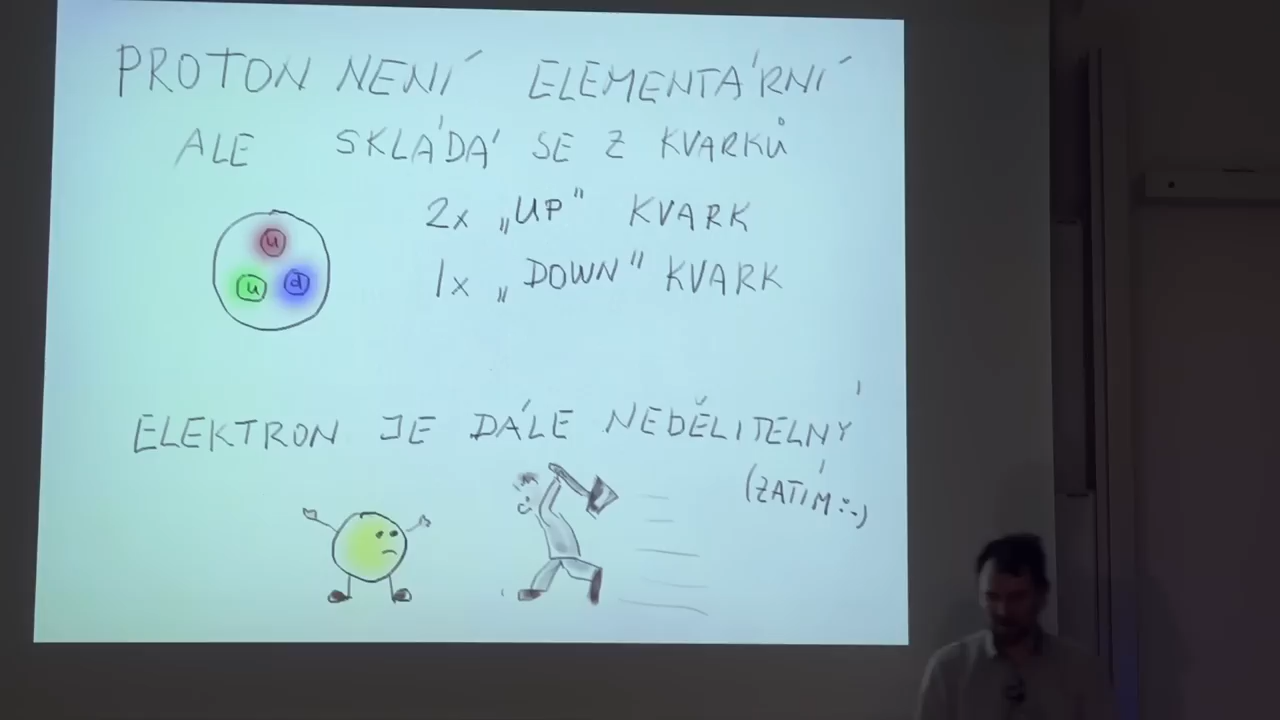 PROTON NENÍ ELEMENTÁRNÍ
ALE SKLÁDÁ SE Z KVARKŮ
2x „UP" KVARK
1x „DOWN" KVARK
u
u d
ELEKTRON JE DÁLE NEDĚLITELNÝ
(ZATÍM :-)